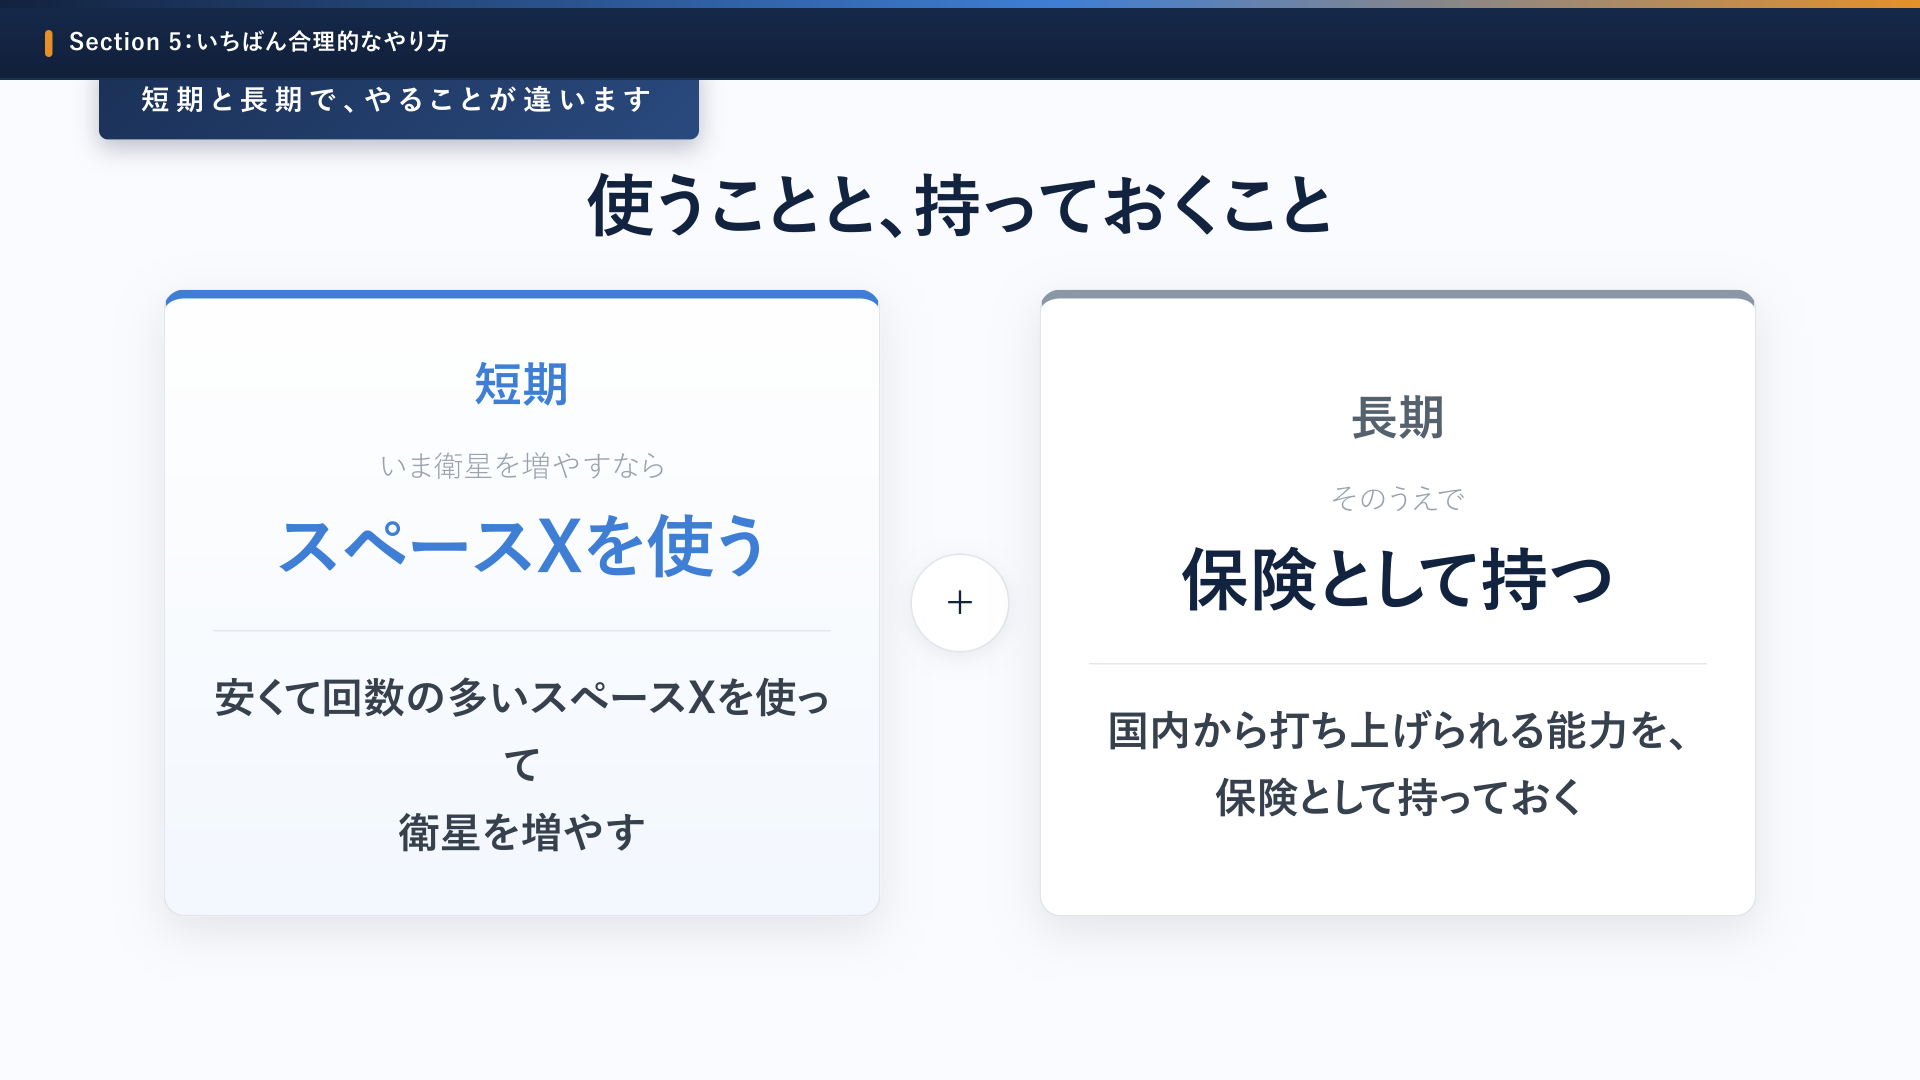 Section 5：いちばん合理的なやり方
短期と長期で、やることが違います
使うことと、持っておくこと
短期
いま衛星を増やすなら
スペースXを使う
安くて回数の多いスペースXを使っ
て
衛星を増やす
+
長期
そのうえで
保険として持つ
国内から打ち上げられる能力を、
保険として持っておく